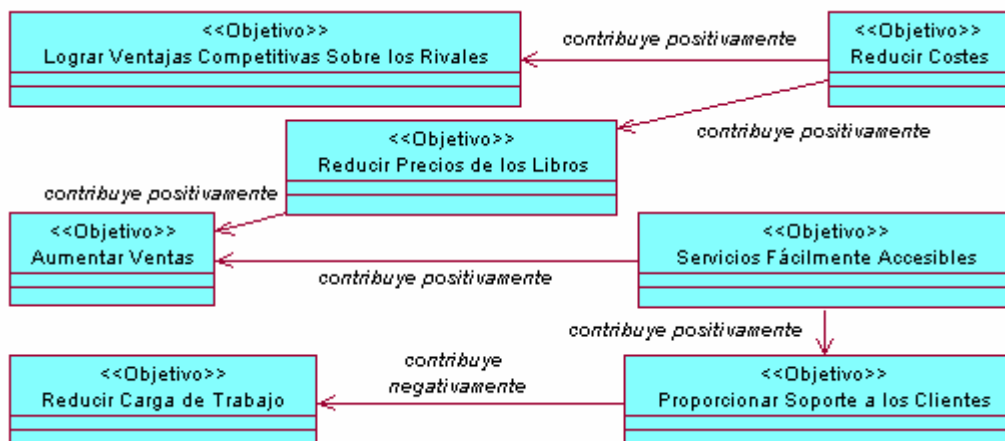 <<Objetivo>>
Lograr Ventajas Competitivas Sobre los Rivales
contribuye positivamente
<<Objetivo>>
Reducir Costes
<<Objetivo>>
Reducir Precios de los Libros
contribuye positivamente
contribuye positivamente
<<Objetivo>>
Aumentar Ventas
contribuye positivamente
<<Objetivo>>
Servicios Fácilmente Accesibles
contribuye positivamente
<<Objetivo>>
Reducir Carga de Trabajo
contribuye
negativamente
<<Objetivo>>
Proporcionar Soporte a los Clientes